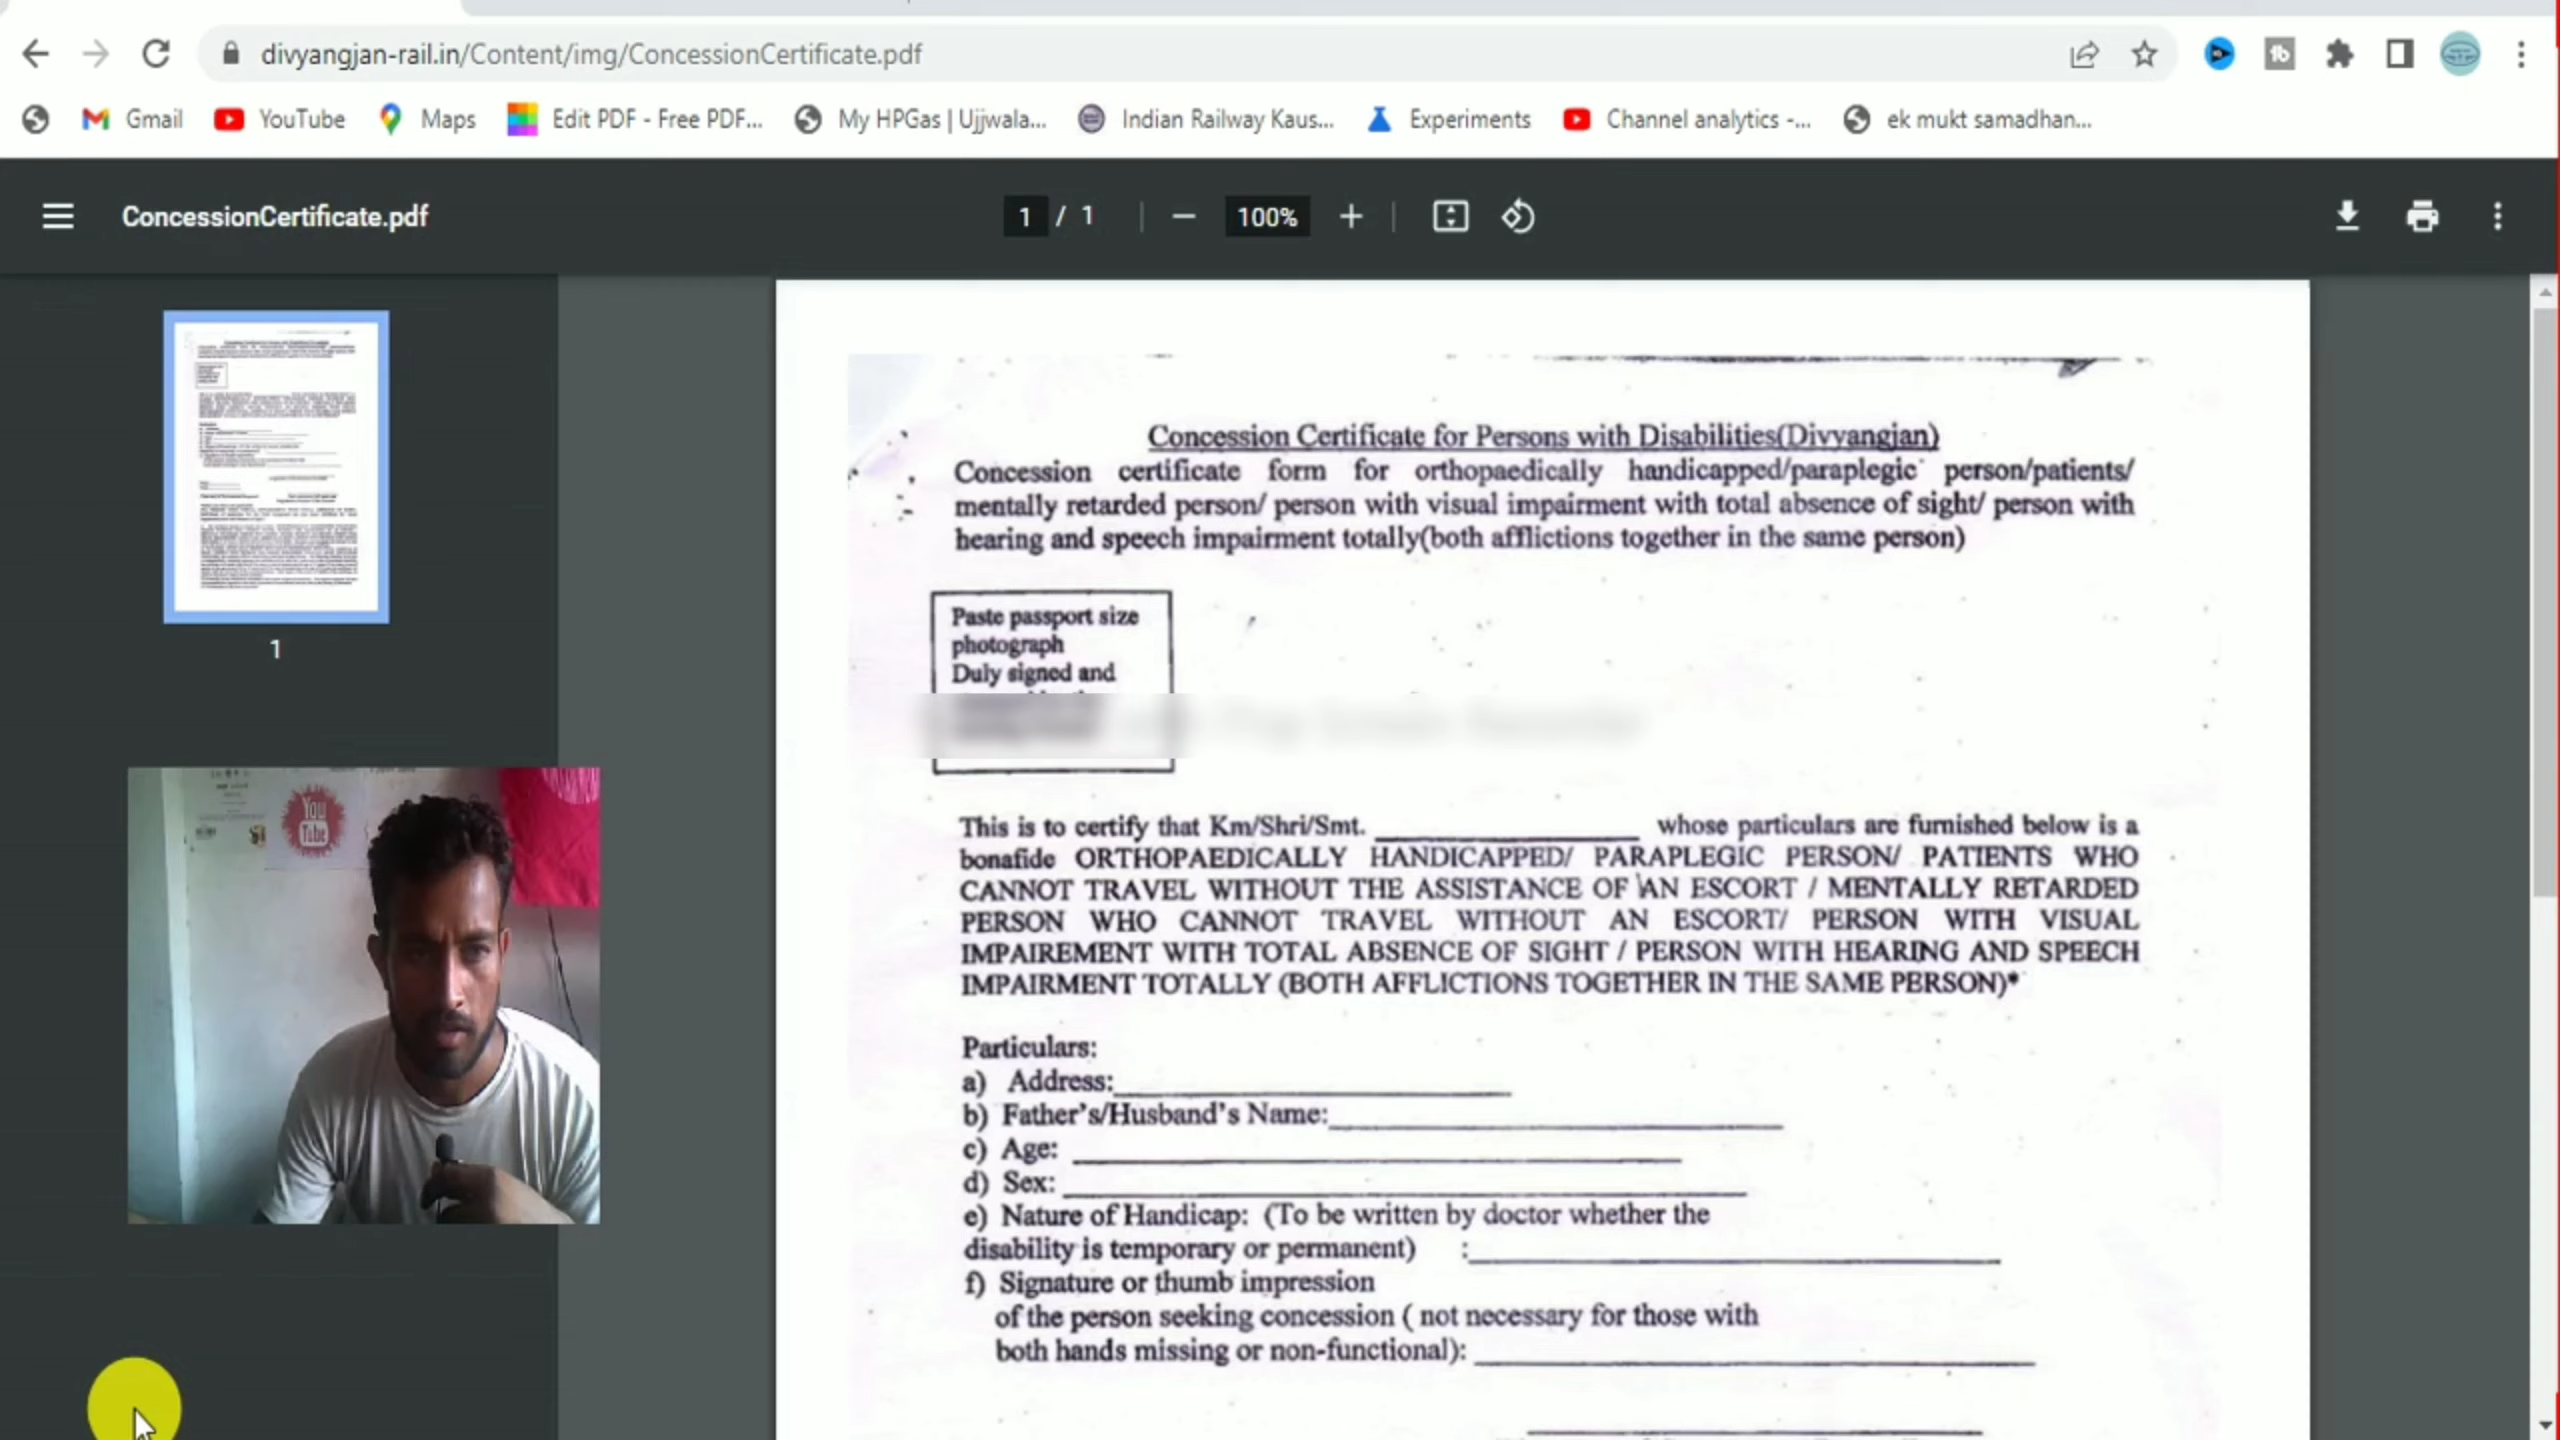 divyangjan-rail.in/Content/img/ConcessionCertificate.pdf
Gmail YouTube Maps Edit PDF - Free PDF... My HPGas | Ujjwala... Indian Railway Kaus... Experiments Channel analytics -... ek mukt samadhan...
ConcessionCertificate.pdf 1 / 1 100%
1
You
Tube
Concession Certificate for Persons with Disabilities(Divyangjan)
Concession certificate form for orthopaedically handicapped/paraplegic person/patients/
mentally retarded person/ person with visual impairment with total absence of sight/ person with
hearing and speech impairment totally(both afflictions together in the same person)
Paste passport size
photograph
Duly signed and
This is to certify that Km/Shri/Smt. ____________ whose particulars are furnished below is a
bonafide ORTHOPAEDICALLY HANDICAPPED/ PARAPLEGIC PERSON/ PATIENTS WHO
CANNOT TRAVEL WITHOUT THE ASSISTANCE OF AN ESCORT / MENTALLY RETARDED
PERSON WHO CANNOT TRAVEL WITHOUT AN ESCORT/ PERSON WITH VISUAL
IMPAIREMENT WITH TOTAL ABSENCE OF SIGHT / PERSON WITH HEARING AND SPEECH
IMPAIRMENT TOTALLY (BOTH AFFLICTIONS TOGETHER IN THE SAME PERSON)*
Particulars:
a) Address:____________
b) Father's/Husband's Name:____________
c) Age: ____________
d) Sex: ____________
e) Nature of Handicap: (To be written by doctor whether the
disability is temporary or permanent) :____________
f) Signature or thumb impression
of the person seeking concession ( not necessary for those with
both hands missing or non-functional): ____________